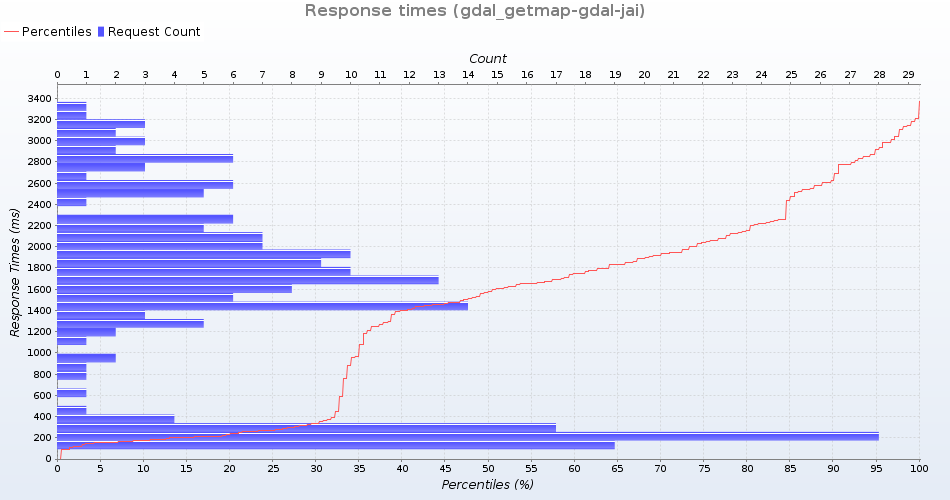 Response times (gdal_getmap-gdal-jai)
Percentiles Request Count
Count
0 1 2 3 4 5 6 7 8 9 10 11 12 13 14 15 16 17 18 19 20 21 22 23 24 25 26 27 28 29
3400
3200
3000
2800
2600
2400
2200
2000
1800
1600
1400
1200
1000
800
600
400
200
0
Response Times (ms)
0 5 10 15 20 25 30 35 40 45 50 55 60 65 70 75 80 85 90 95 100
Percentiles (%)